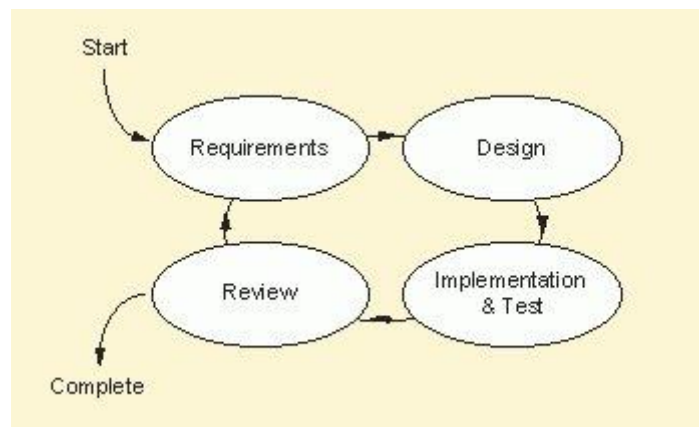 Start
Requirements
Design
Review
Implementation
& Test
Complete